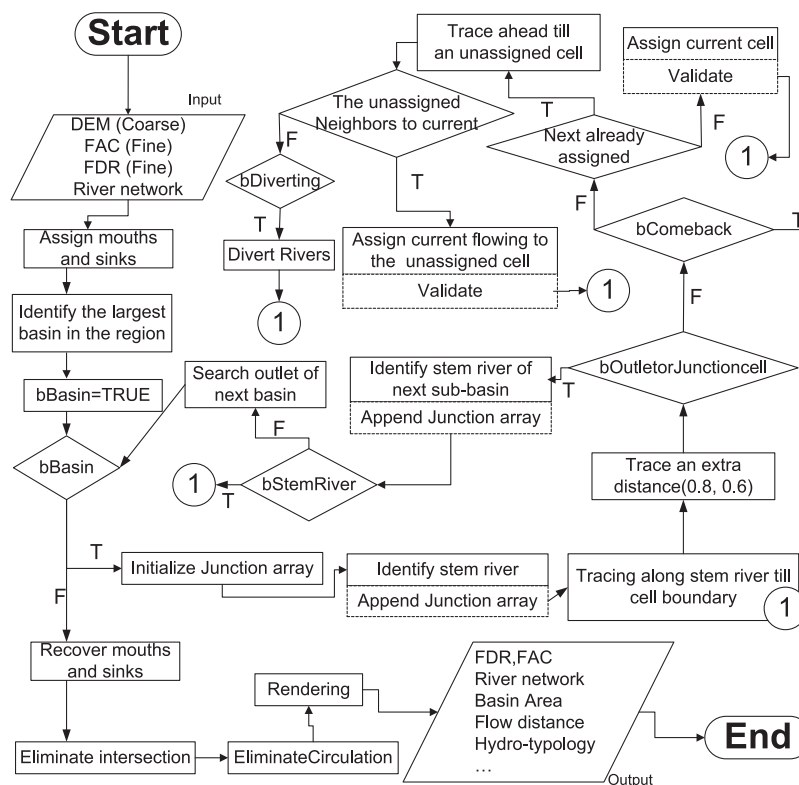 Start
Input
DEM (Coarse)
FAC (Fine)
FDR (Fine)
River network
Assign mouths
and sinks
Identify the largest
basin in the region
bBasin=TRUE
bBasin
T
F
Recover mouths
and sinks
Eliminate intersection
EliminateCirculation
Rendering
FDR,FAC
River network
Basin Area
Flow distance
Hydro-typology
...
Output
End
Initialize Junction array
Identify stem river
Append Junction array
Tracing along stem river till
cell boundary
1
Trace an extra
distance(0.8, 0.6)
bOutletorJunctioncell
T
F
Identify stem river of
next sub-basin
Append Junction array
bStemRiver
T
1
F
Search outlet of
next basin
bComeback
T
F
Next already
assigned
T
F
Assign current cell
Validate
1
Trace ahead till
an unassigned cell
The unassigned
Neighbors to current
F
T
bDiverting
T
Divert Rivers
1
Assign current flowing to
the unassigned cell
Validate
1